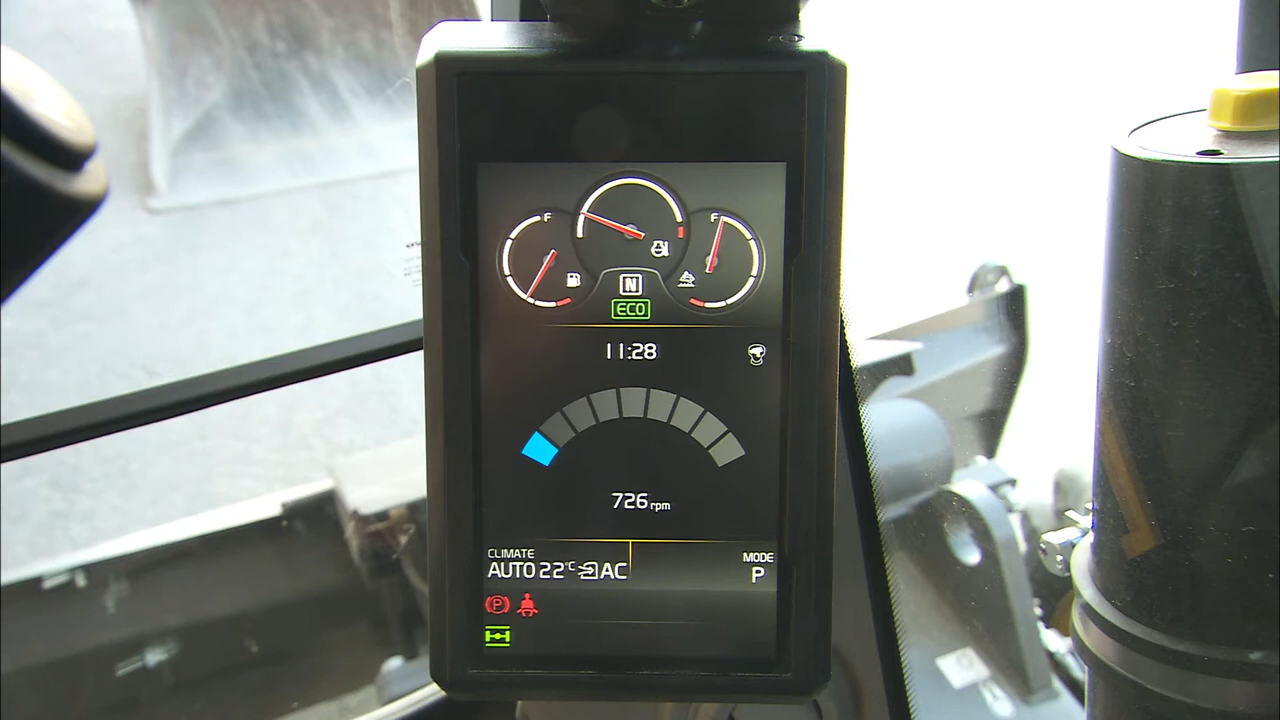 F
F
N
ECO
11:28
726 rpm
CLIMATE
AUTO 22°C AC
MODE
P
P